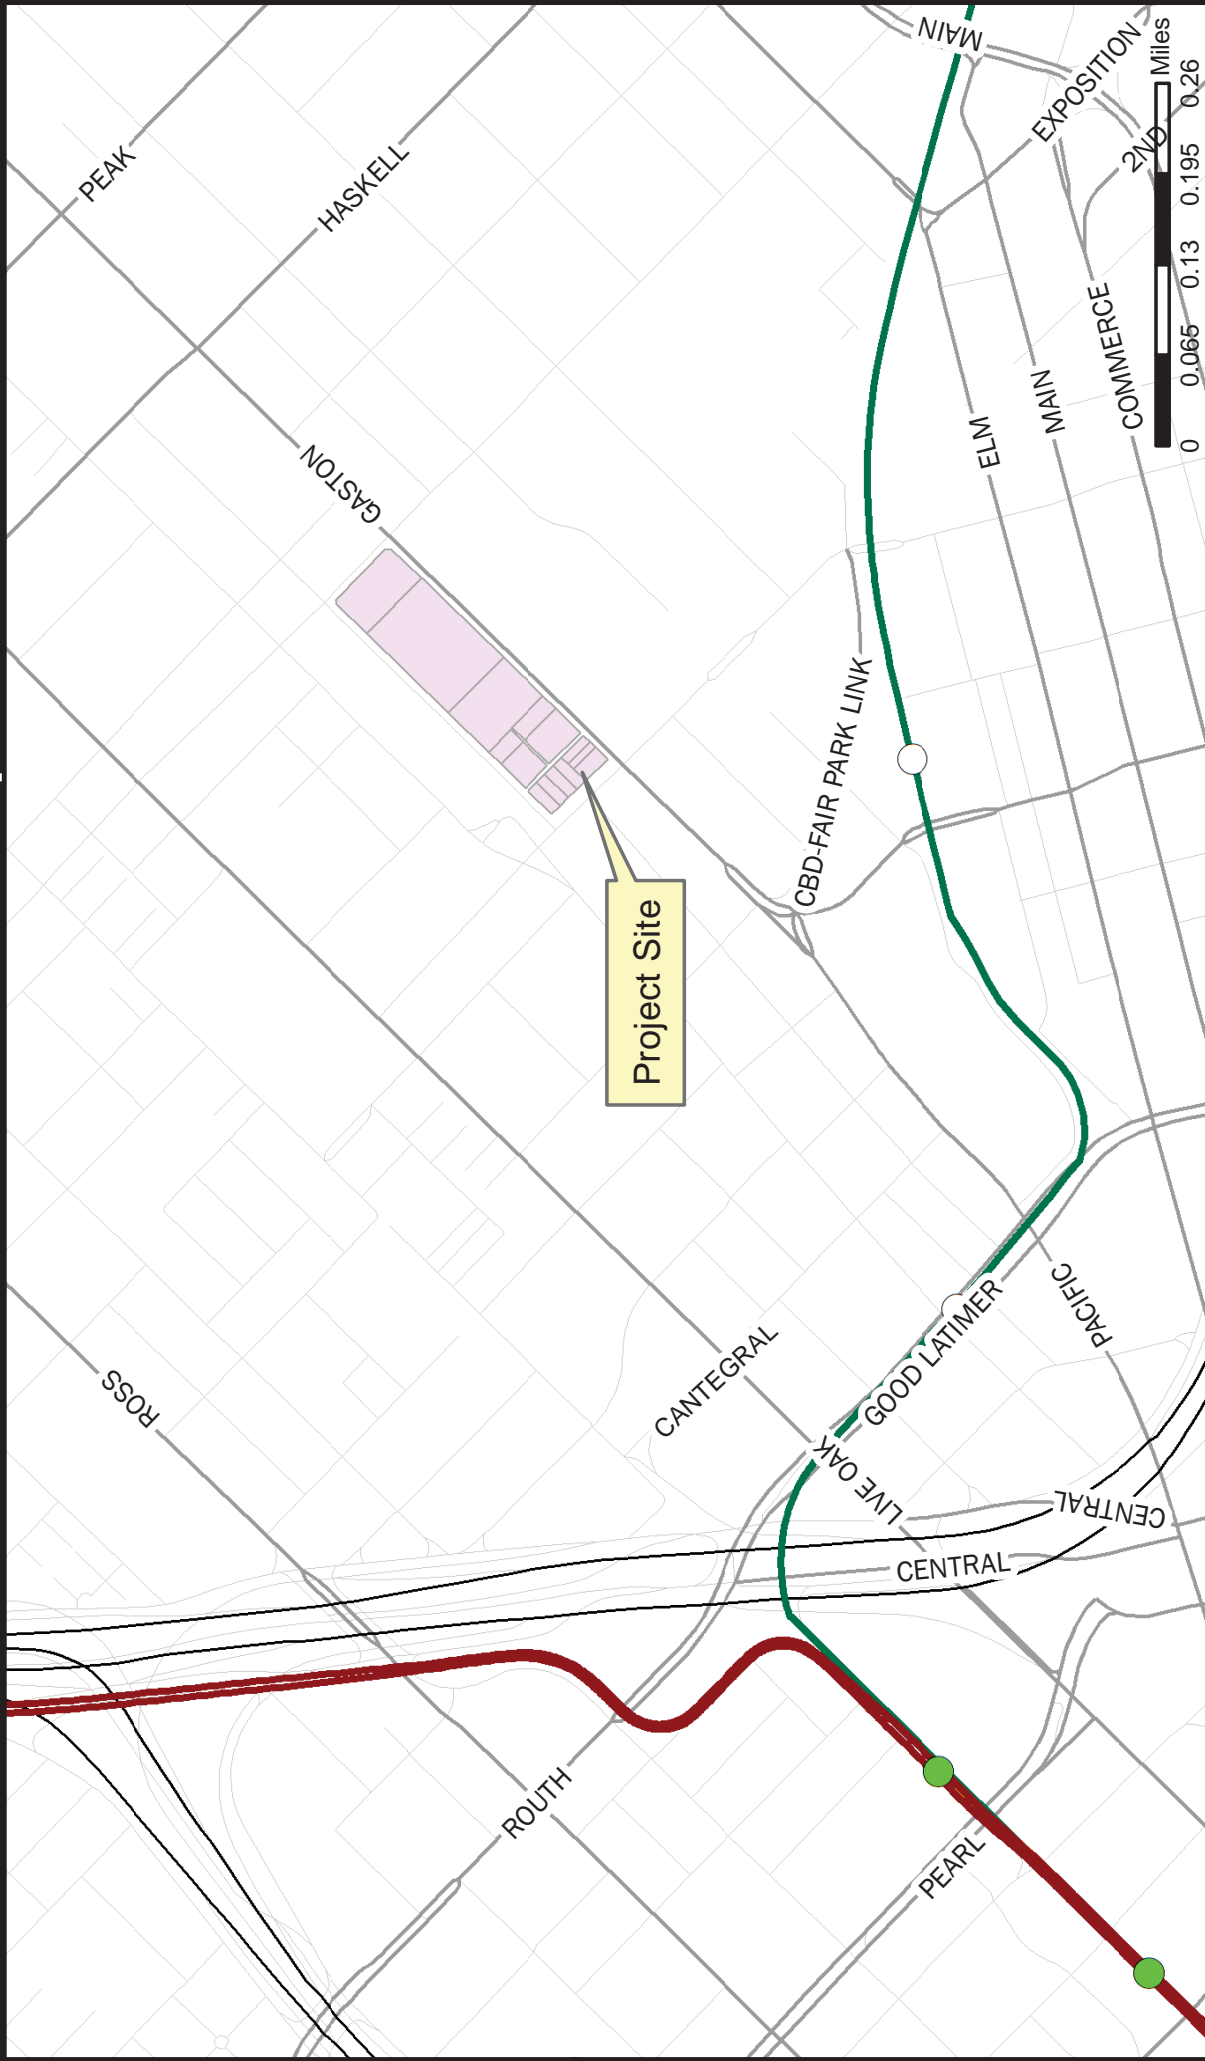 PEAK
HASKELL
GASTON
MAIN
EXPOSITION
2ND
Miles
0 0.065 0.13 0.195 0.26
COMMERCE
MAIN
ELM
CBD-FAIR PARK LINK
Project Site
ROSS
CANTEGRAL
GOOD LATIMER
PACIFIC
LIVE OAK
CENTRAL
CENTRAL
ROUTH
PEARL